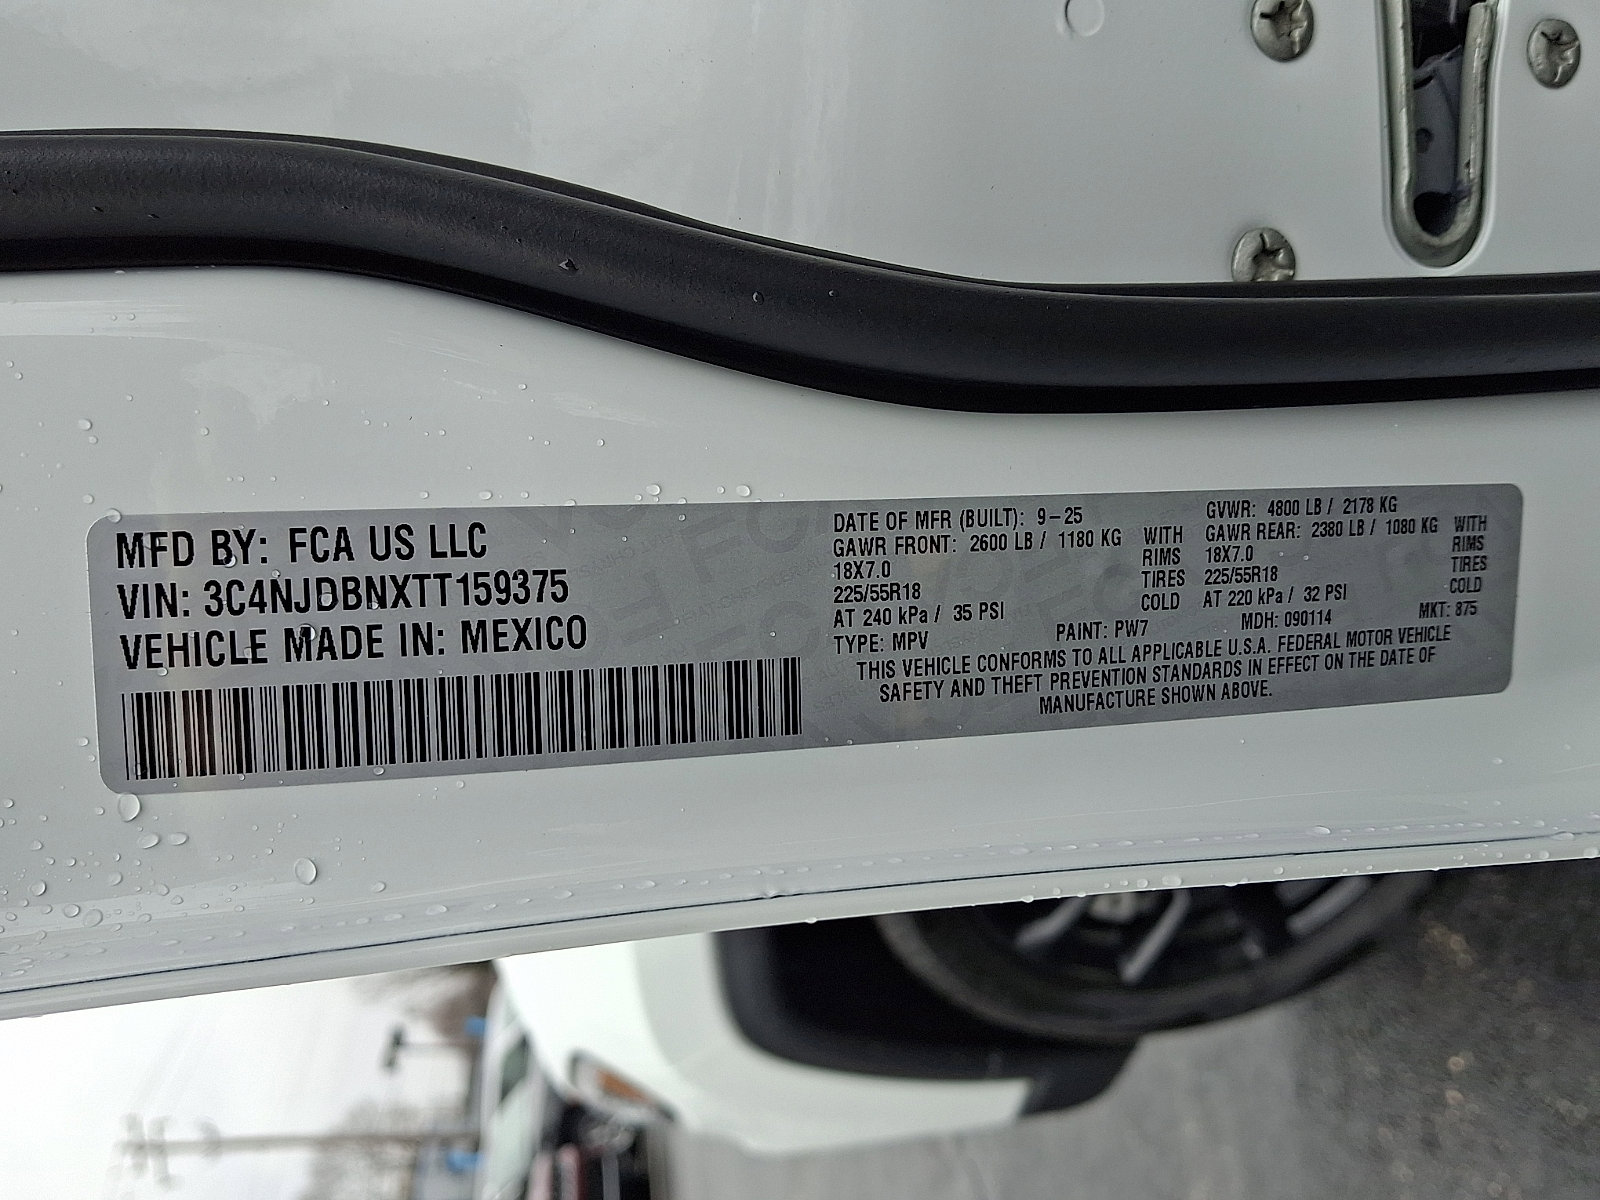 MFD BY: FCA US LLC
VIN: 3C4NJDBNXTT159375
VEHICLE MADE IN: MEXICO
DATE OF MFR (BUILT): 9-25
GVWR: 4800 LB / 2178 KG
GAWR FRONT: 2600 LB / 1180 KG WITH
18X7.0 RIMS
225/55R18 TIRES
AT 240 kPa / 35 PSI COLD
GAWR REAR: 2380 LB / 1080 KG WITH
18X7.0 RIMS
225/55R18 TIRES
AT 220 kPa / 32 PSI COLD
TYPE: MPV PAINT: PW7 MDH: 090114 MKT: 875
THIS VEHICLE CONFORMS TO ALL APPLICABLE U.S.A. FEDERAL MOTOR VEHICLE
SAFETY AND THEFT PREVENTION STANDARDS IN EFFECT ON THE DATE OF
MANUFACTURE SHOWN ABOVE.